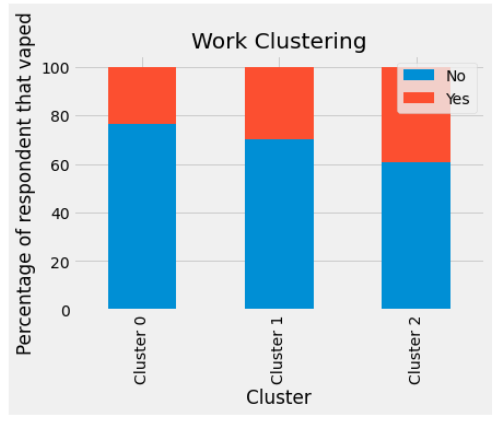 Work Clustering
Percentage of respondent that vaped
100
80
60
40
20
0
No
Yes
Cluster 0
Cluster 1
Cluster 2
Cluster